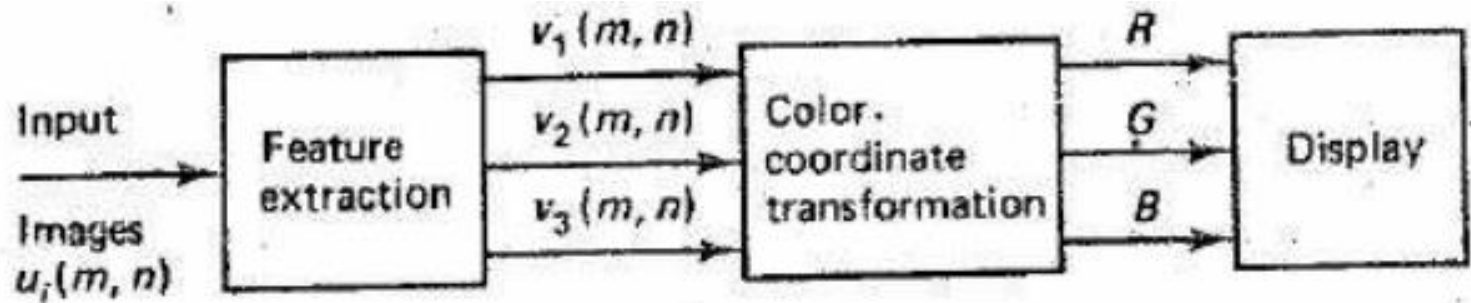 Input
Images
u_i(m, n)
Feature
extraction
v_1(m, n)
v_2(m, n)
v_3(m, n)
Color
coordinate
transformation
R
G
B
Display